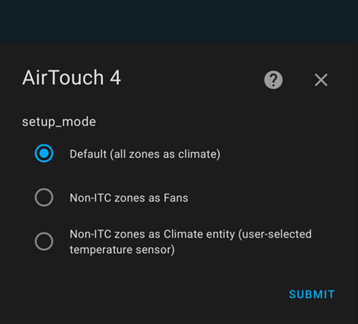 AirTouch 4
setup_mode
Default (all zones as climate)
Non-ITC zones as Fans
Non-ITC zones as Climate entity (user-selected
temperature sensor)
SUBMIT